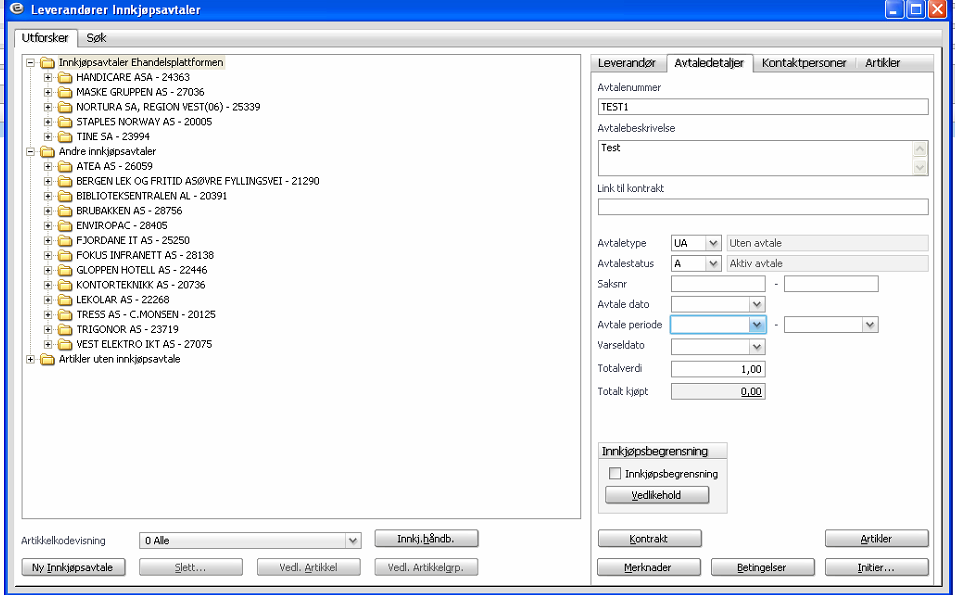 Leverandører Innkjøpsavtaler
Utforsker Søk
Innkjøpsavtaler Ehandelsplattformen
HANDICARE ASA - 24363
MASKE GRUPPEN AS - 27036
NORTURA SA, REGION VEST(06) - 25339
STAPLES NORWAY AS - 20005
TINE SA - 23994
Andre innkjøpsavtaler
ATEA AS - 26059
BERGEN LEK OG FRITID ASØVRE FYLLINGSVEI - 21290
BIBLIOTEKSENTRALEN AL - 20391
BRUBAKKEN AS - 28756
ENVIROPAC - 28405
FJORDANE IT AS - 25250
FOKUS INFRANETT AS - 28138
GLOPPEN HOTELL AS - 22446
KONTORTEKNIKK AS - 20736
LEKOLAR AS - 22268
TRESS AS - C.MONSEN - 20125
TRIGONOR AS - 23719
VEST ELEKTRO IKT AS - 27075
Artikler uten innkjøpsavtale
Artikkelkodevisning 0 Alle Innkj.håndb.
Ny Innkjøpsavtale Slett... Vedl. Artikkel Vedl. Artikkelgrp.
Leverandør Avtaledetaljer Kontaktpersoner Artikler
Avtalenummer
TEST1
Avtalebeskrivelse
Test
Link til kontrakt
Avtaletype UA Uten avtale
Avtalestatus A Aktiv avtale
Saksnr -
Avtale dato
Avtale periode -
Varseldato
Totalverdi 1,00
Totalt kjøpt 0,00
Innkjøpsbegrensning
Innkjøpsbegrensning
Vedlikehold
Kontrakt Artikler
Merknader Betingelser Initier...